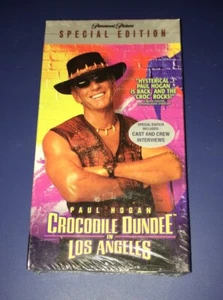 Paramount Pictures
SPECIAL EDITION
"HYSTERICAL...
PAUL HOGAN
IS BACK, AND THE
'CROC' ROCKS!"
SPECIAL EDITION
INCLUDES
CAST AND CREW
INTERVIEWS
PAUL HOGAN
CROCODILE DUNDEE
IN
LOS ANGELES